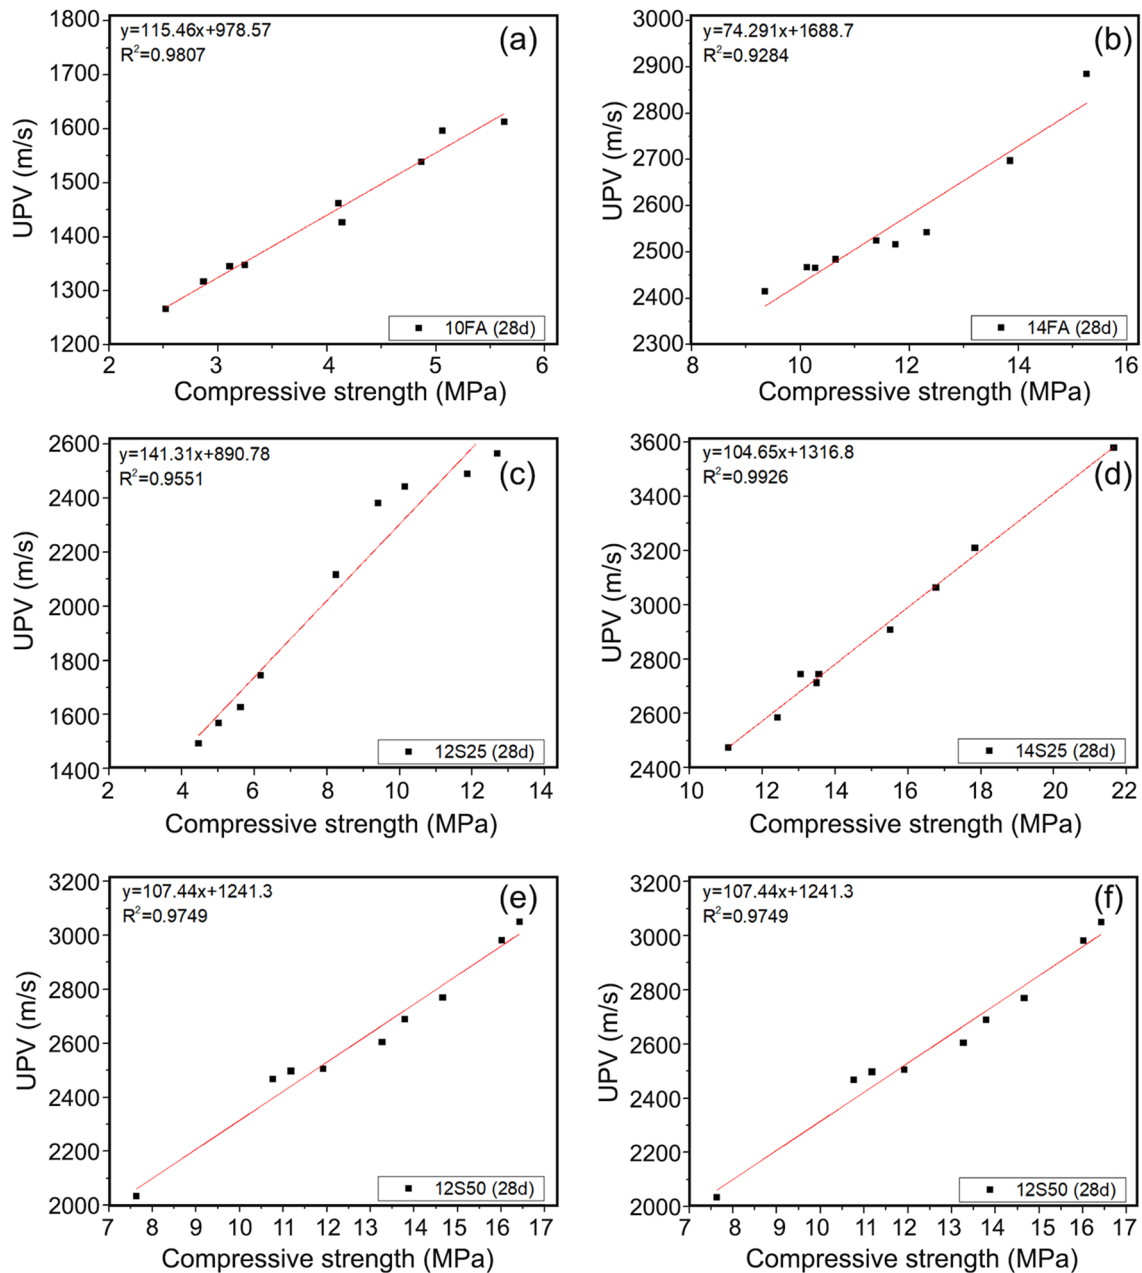 y=115.46x+978.57
R²=0.9807
(a)
1800
1700
1600
1500
1400
1300
1200
UPV (m/s)
10FA (28d)
2 3 4 5 6
Compressive strength (MPa)
y=74.291x+1688.7
R²=0.9284
(b)
3000
2900
2800
2700
2600
2500
2400
2300
UPV (m/s)
14FA (28d)
8 10 12 14 16
Compressive strength (MPa)
y=141.31x+890.78
R²=0.9551
(c)
2600
2400
2200
2000
1800
1600
1400
UPV (m/s)
12S25 (28d)
2 4 6 8 10 12 14
Compressive strength (MPa)
y=104.65x+1316.8
R²=0.9926
(d)
3600
3400
3200
3000
2800
2600
2400
UPV (m/s)
14S25 (28d)
10 12 14 16 18 20 22
Compressive strength (MPa)
y=107.44x+1241.3
R²=0.9749
(e)
3200
3000
2800
2600
2400
2200
2000
UPV (m/s)
12S50 (28d)
7 8 9 10 11 12 13 14 15 16 17
Compressive strength (MPa)
y=107.44x+1241.3
R²=0.9749
(f)
3200
3000
2800
2600
2400
2200
2000
UPV (m/s)
12S50 (28d)
7 8 9 10 11 12 13 14 15 16 17
Compressive strength (MPa)